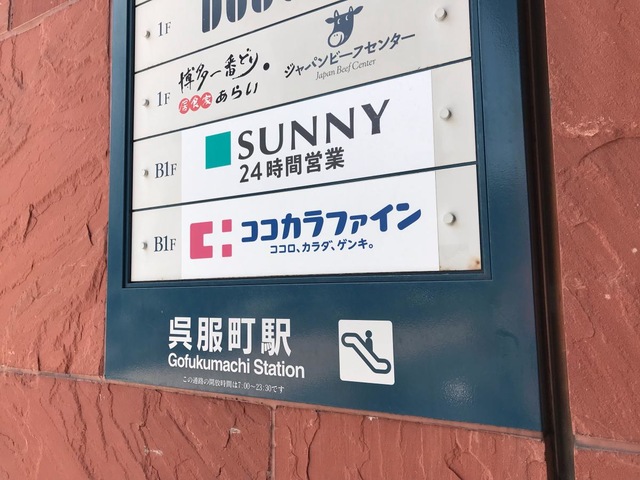 1F
ジャパンビーフセンター
Japan Beef Center
1F
博多一番どり
居食家あらい
B1F
SUNNY
24時間営業
B1F
ココカラファイン
ココロ、カラダ、ゲンキ。
呉服町駅
Gofukumachi Station
この通路の開放時間は7:00~23:30です